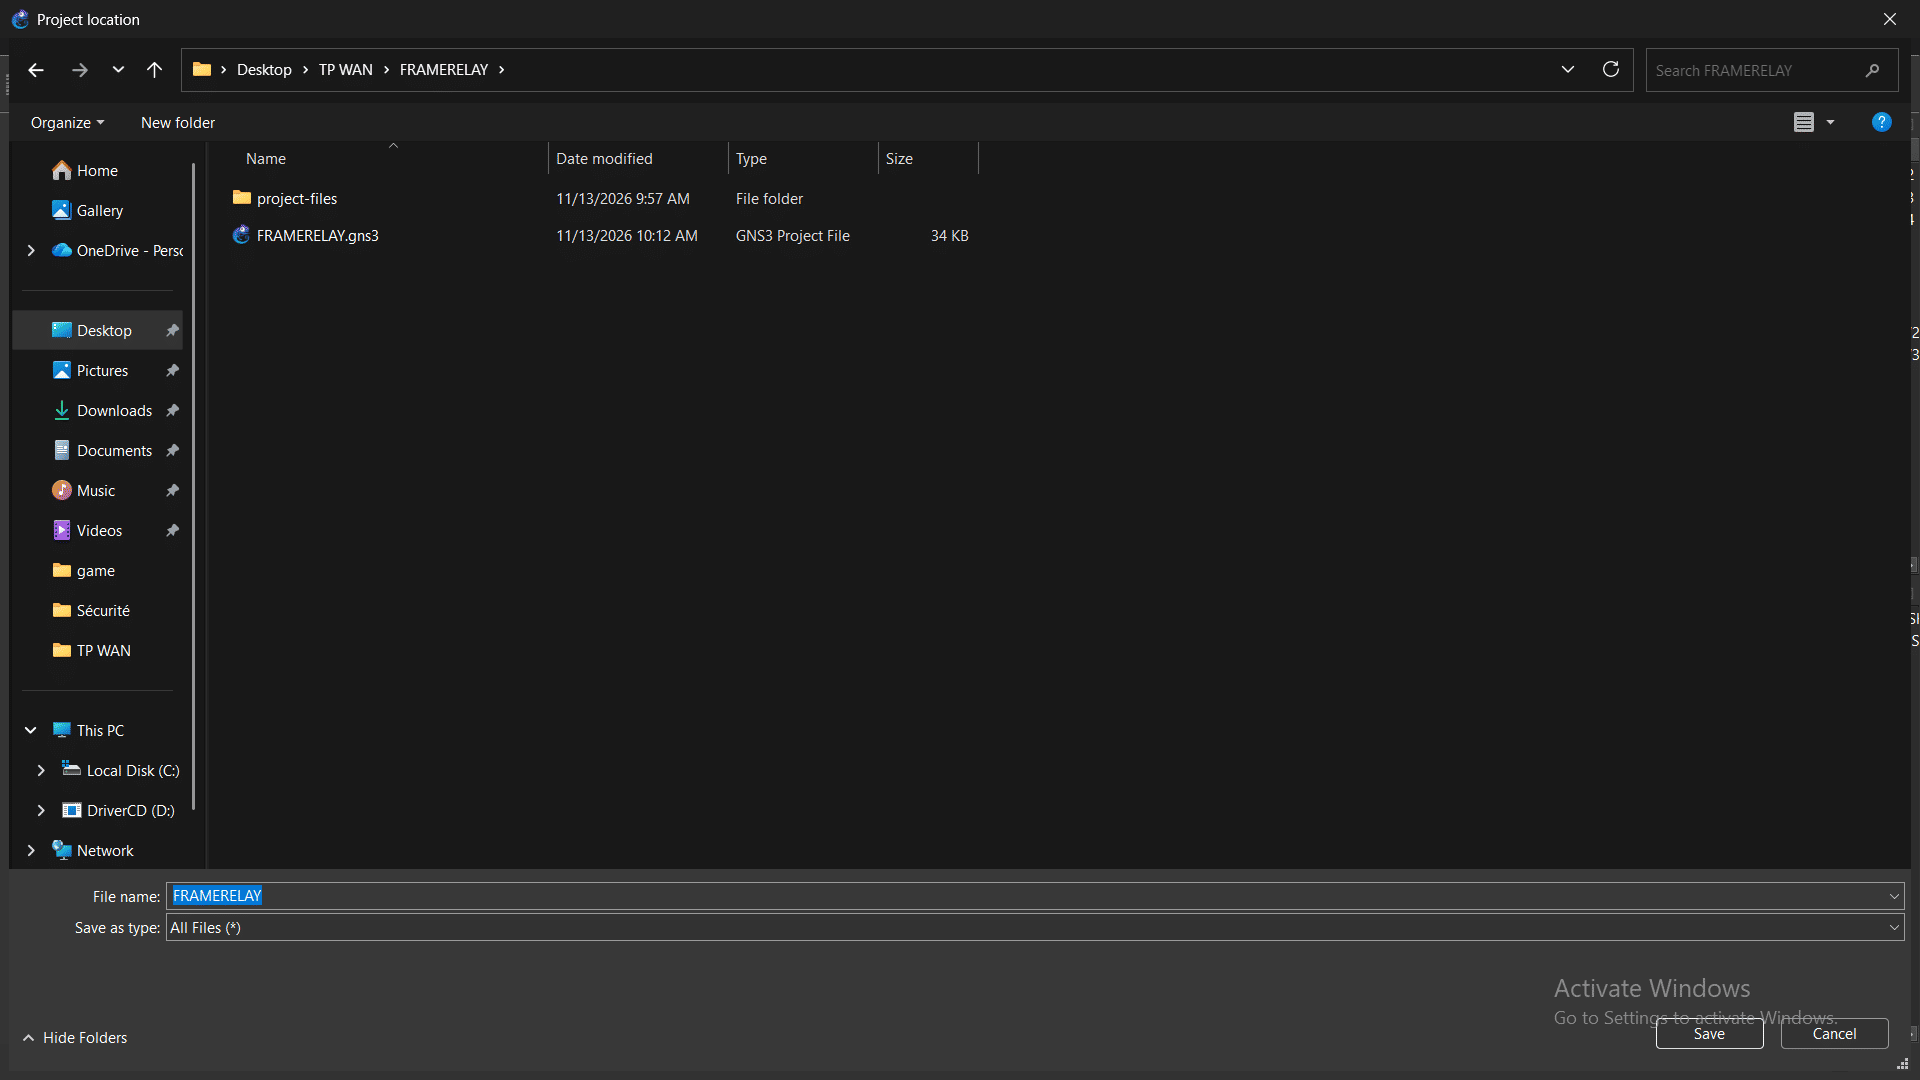 Project location
Desktop > TP WAN > FRAMERELAY >
Search FRAMERELAY
Organize
New folder
Name
Date modified
Type
Size
project-files
11/13/2026 9:57 AM
File folder
FRAMERELAY.gns3
11/13/2026 10:12 AM
GNS3 Project File
34 KB
Home
Gallery
OneDrive - Pers
Desktop
Pictures
Downloads
Documents
Music
Videos
game
Sécurité
TP WAN
This PC
Local Disk (C:)
DriverCD (D:)
Network
File name: FRAMERELAY
Save as type: All Files (*)
Activate Windows
Go to Settings to activate Windows.
Hide Folders
Save
Cancel